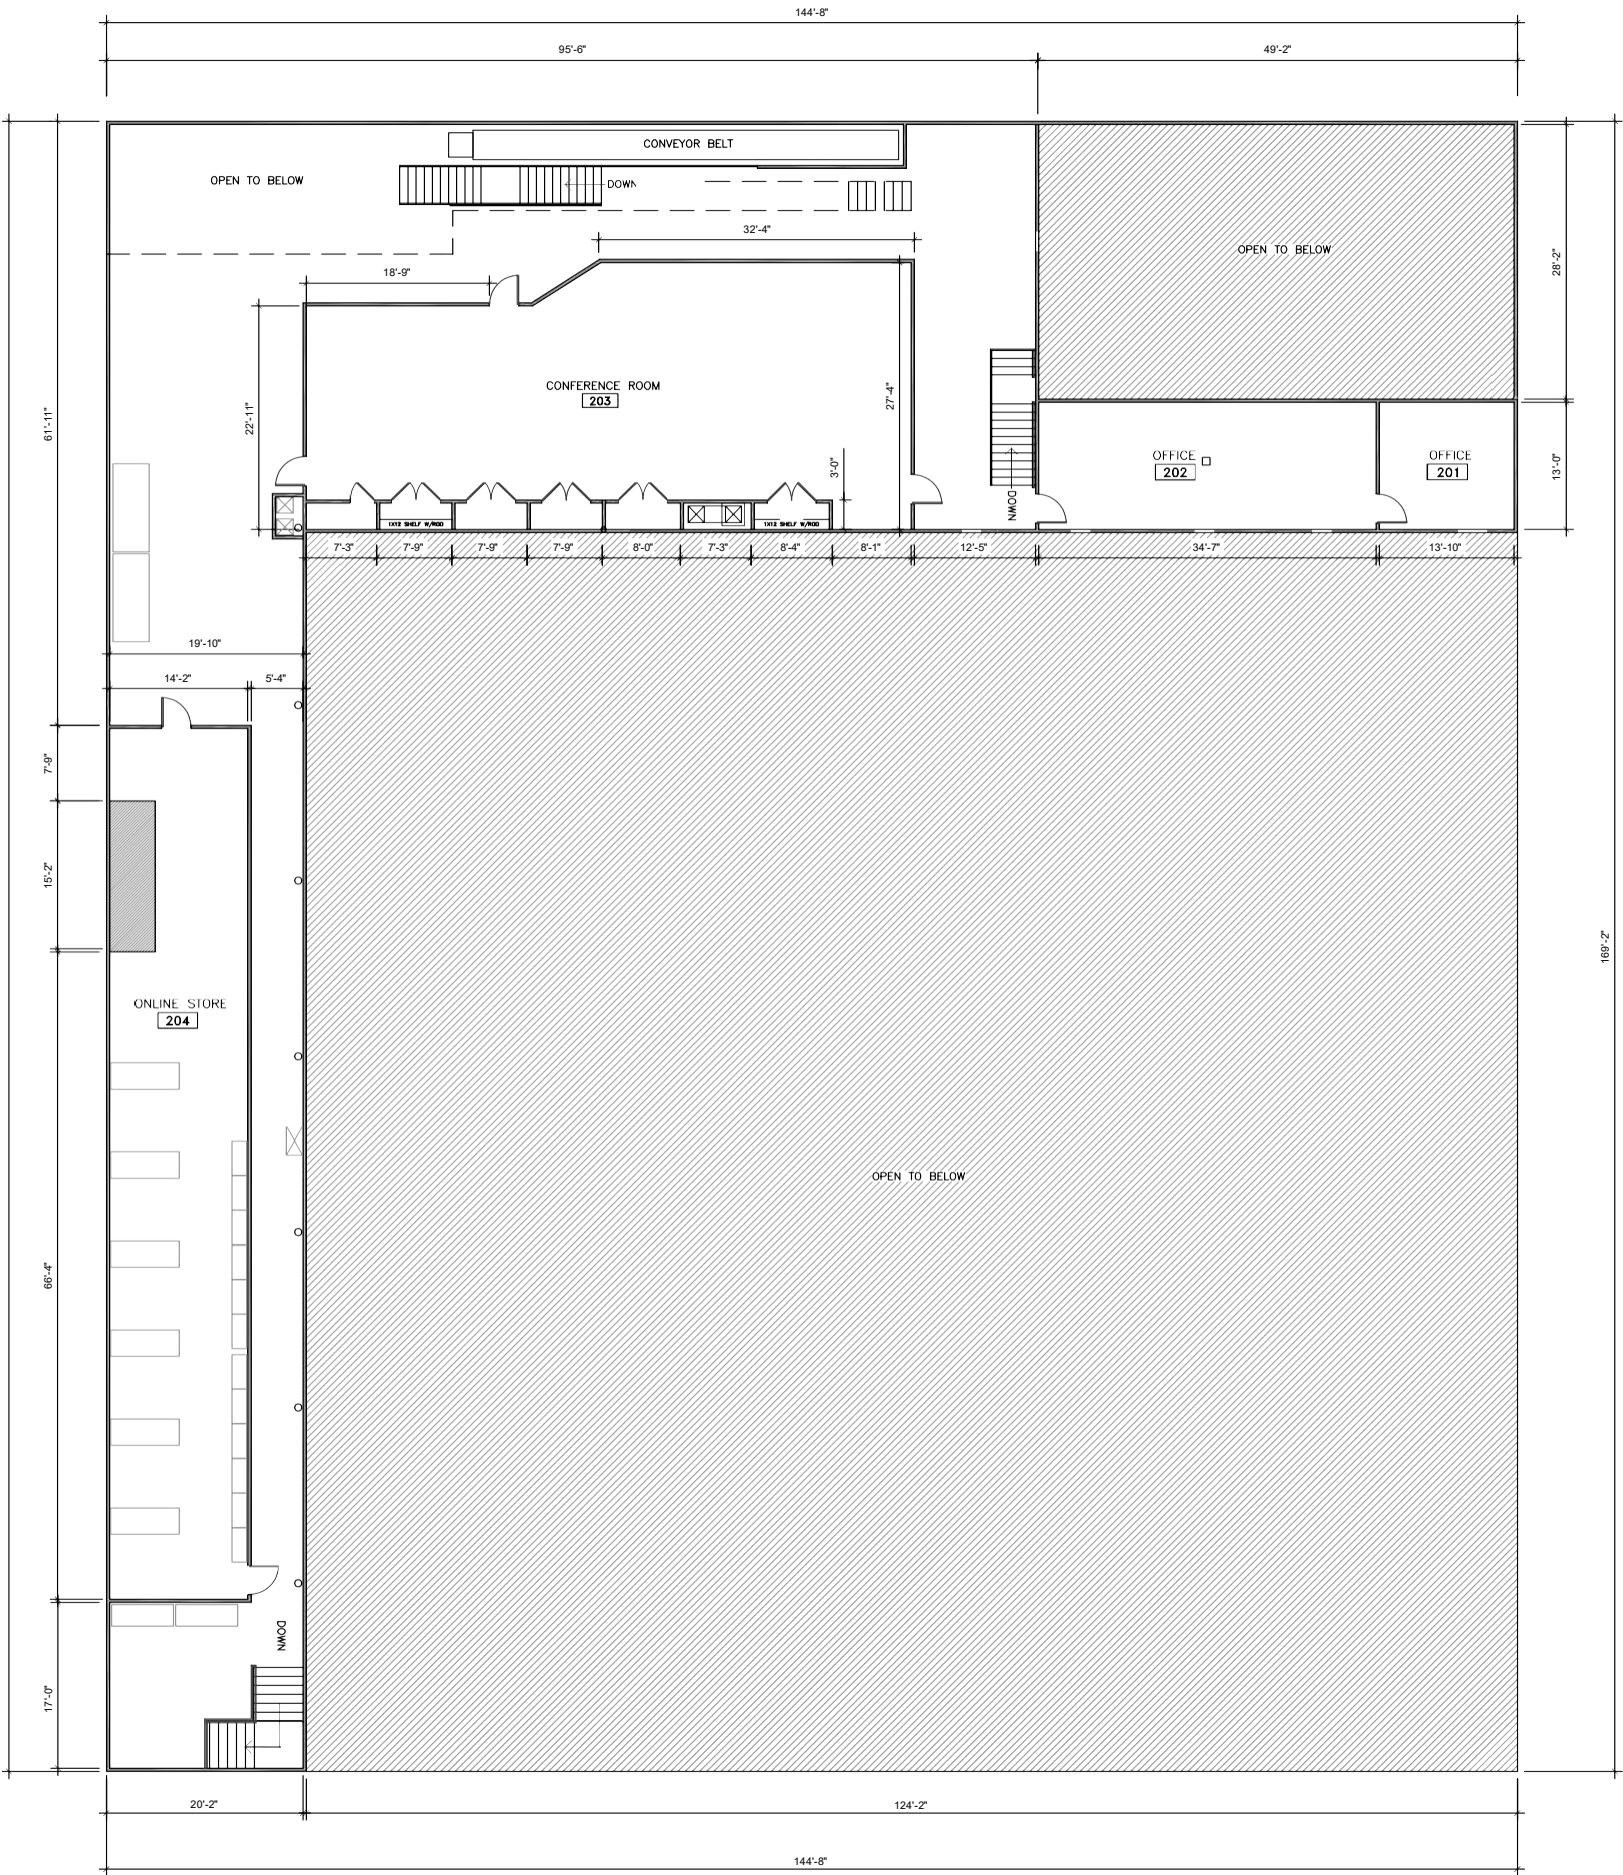 144'-8"
95'-6"
49'-2"
CONVEYOR BELT
OPEN TO BELOW
DOWN
32'-4"
OPEN TO BELOW
28'-2"
18'-9"
CONFERENCE ROOM
203
27'-4"
22'-11"
61'-11"
3'-0"
OFFICE
202
OFFICE
201
13'-0"
DOWN
1X12 SHELF W/ROD
1X12 SHELF W/ROD
7'-3"
7'-9"
7'-9"
7'-9"
8'-0"
7'-3"
8'-4"
8'-1"
12'-5"
34'-7"
13'-10"
19'-10"
14'-2"
5'-4"
7'-9"
15'-2"
169'-2"
ONLINE STORE
204
OPEN TO BELOW
66'-4"
DOWN
17'-0"
20'-2"
124'-2"
144'-8"